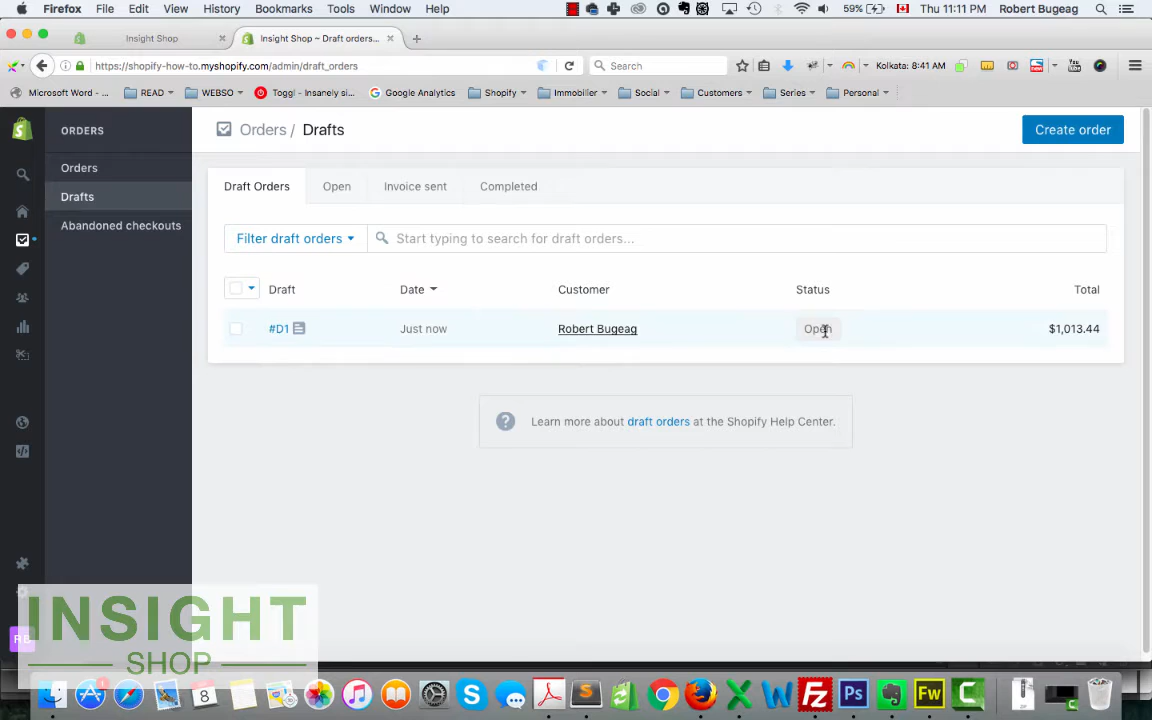 Firefox File Edit View History Bookmarks Tools Window Help 59% Thu 11:11 PM Robert Bugeag
Insight Shop × Insight Shop ~ Draft orders... × +
https://shopify-how-to.myshopify.com/admin/draft_orders Search Kolkata: 8:41 AM
Microsoft Word - ... READ WEBSO Toggl - Insanely si... Google Analytics Shopify Immobilier Social Customers Series Personal
ORDERS
Orders / Drafts
Create order
Orders
Drafts
Abandoned checkouts
Draft Orders Open Invoice sent Completed
Filter draft orders Start typing to search for draft orders...
Draft Date Customer Status Total
#D1 Just now Robert Bugeag Open $1,013.44
? Learn more about draft orders at the Shopify Help Center.
INSIGHT
SHOP